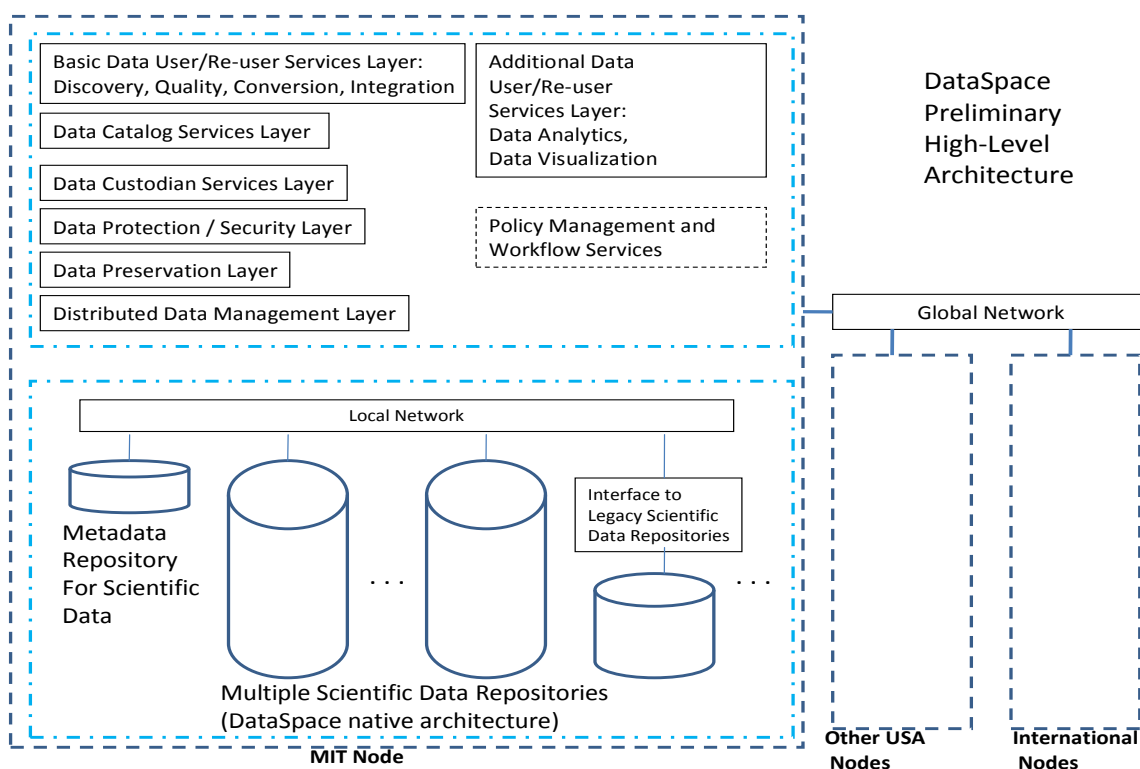 Basic Data User/Re-user Services Layer:
Discovery, Quality, Conversion, Integration
Data Catalog Services Layer
Data Custodian Services Layer
Data Protection / Security Layer
Data Preservation Layer
Distributed Data Management Layer
Additional Data
User/Re-user
Services Layer:
Data Analytics,
Data Visualization
Policy Management and
Workflow Services
DataSpace
Preliminary
High-Level
Architecture
Global Network
Local Network
Metadata
Repository
For Scientific
Data
. . .
Interface to
Legacy Scientific
Data Repositories
. . .
Multiple Scientific Data Repositories
(DataSpace native architecture)
MIT Node
Other USA
Nodes
International
Nodes